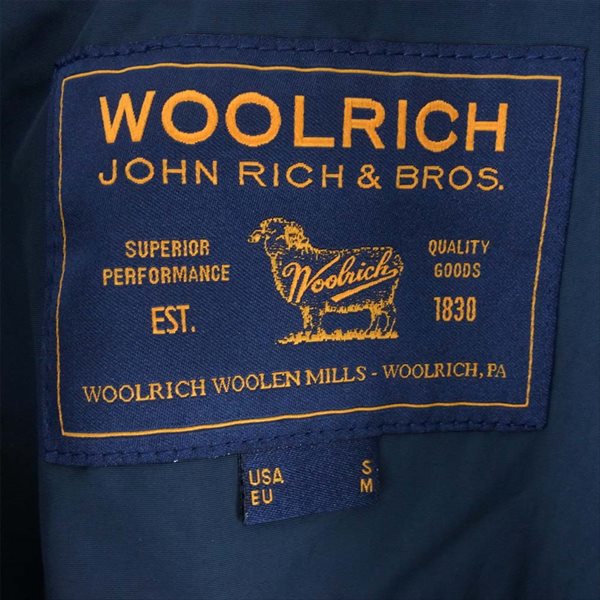 WOOLRICH
JOHN RICH & BROS.
SUPERIOR
PERFORMANCE
EST.
Woolrich
QUALITY
GOODS
1830
WOOLRICH WOOLEN MILLS - WOOLRICH, PA
USA S
EU M